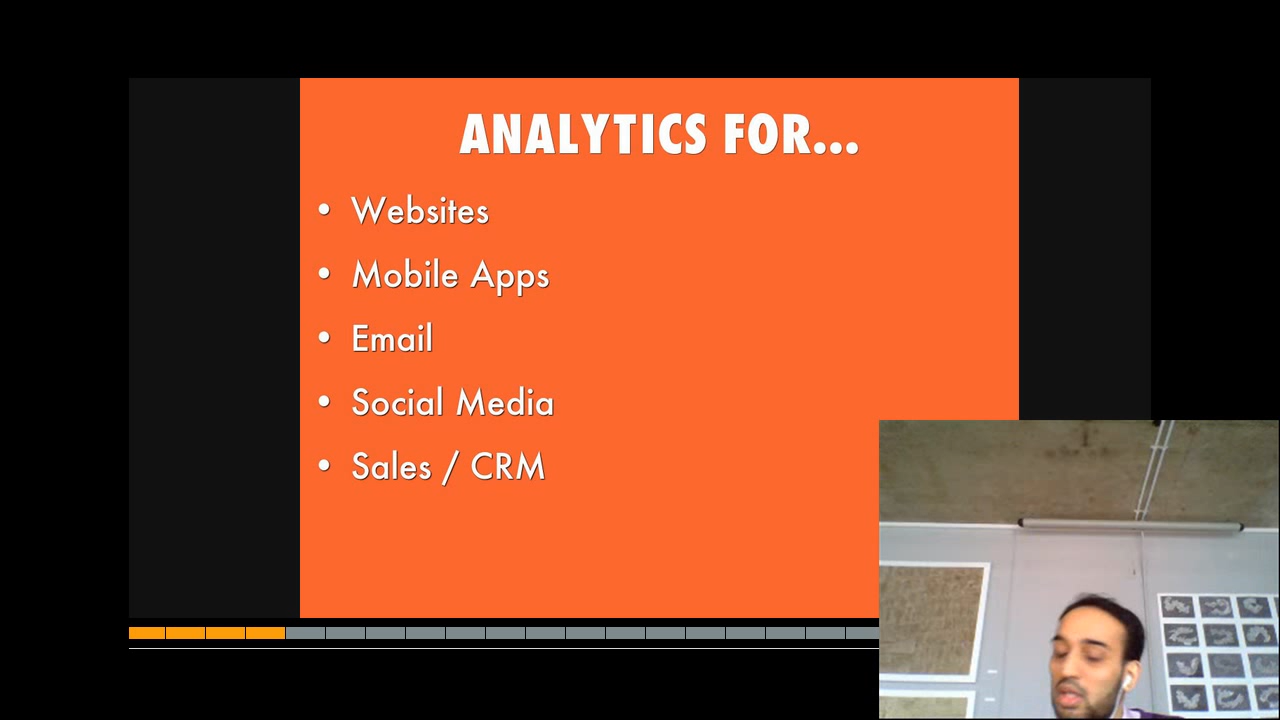 ANALYTICS FOR...
• Websites
• Mobile Apps
• Email
• Social Media
• Sales / CRM